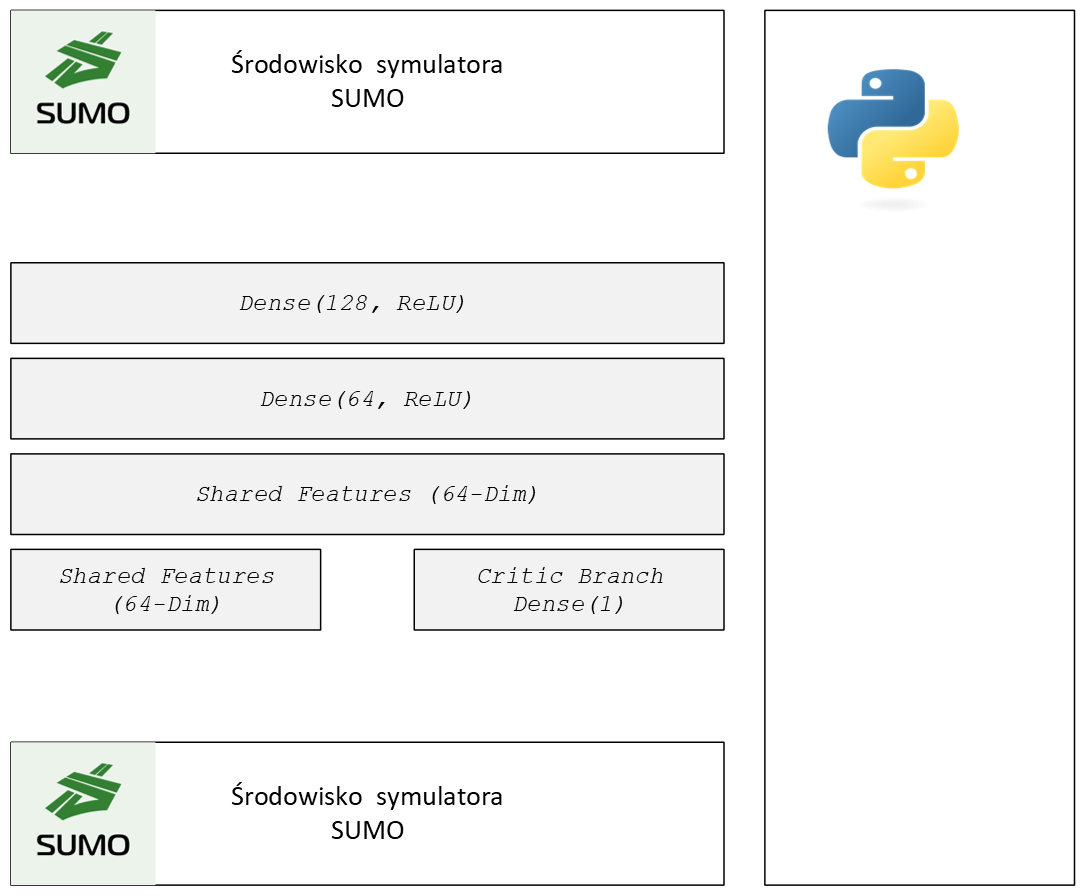 SUMO
Środowisko symulatora
SUMO
Dense(128, ReLU)
Dense(64, ReLU)
Shared Features (64-Dim)
Shared Features
(64-Dim)
Critic Branch
Dense(1)
SUMO
Środowisko symulatora
SUMO